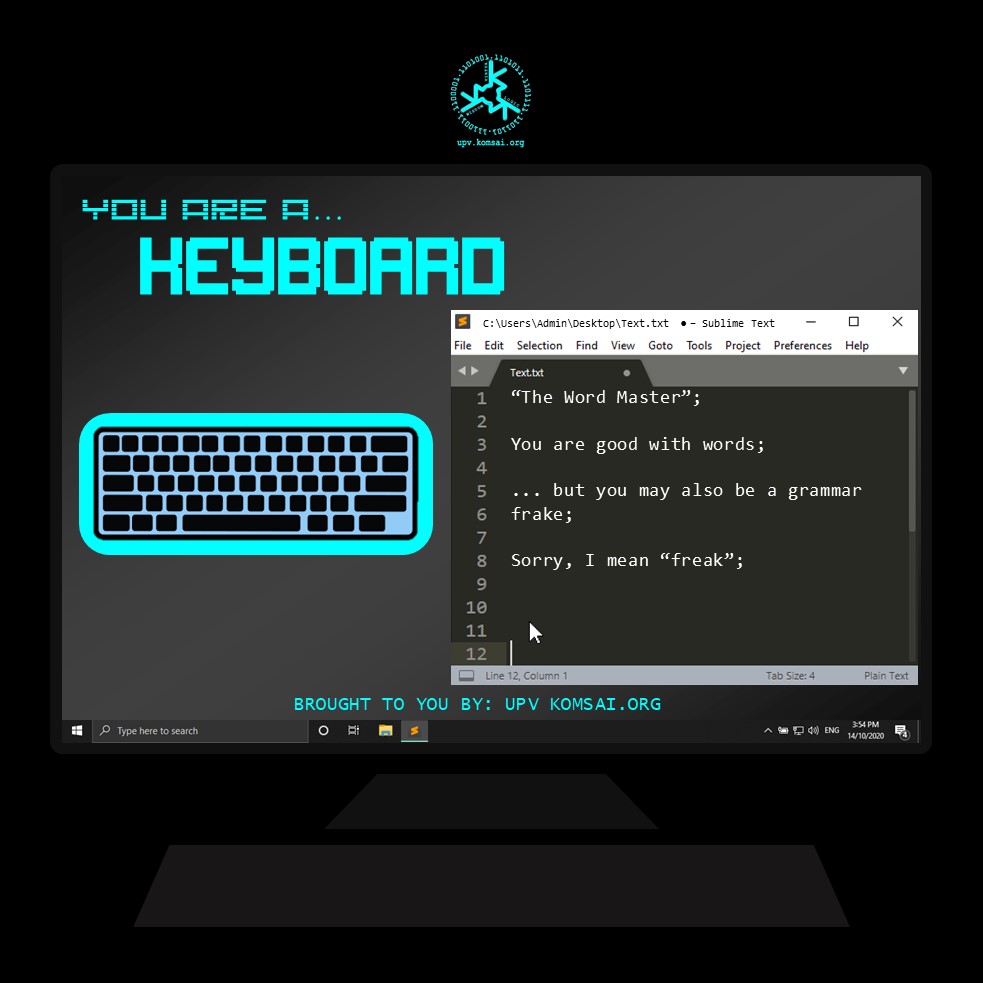 upv.komsai.org
YOU ARE A...
KEYBOARD
C:\Users\Admin\Desktop\Text.txt • – Sublime Text
File Edit Selection Find View Goto Tools Project Preferences Help
Text.txt
1 “The Word Master”;
2
3 You are good with words;
4
5 ... but you may also be a grammar
6 frake;
7
8 Sorry, I mean “freak”;
9
10
11
12
Line 12, Column 1 Tab Size: 4 Plain Text
BROUGHT TO YOU BY: UPV KOMSAI.ORG
Type here to search
ENG
3:54 PM
14/10/2020
4